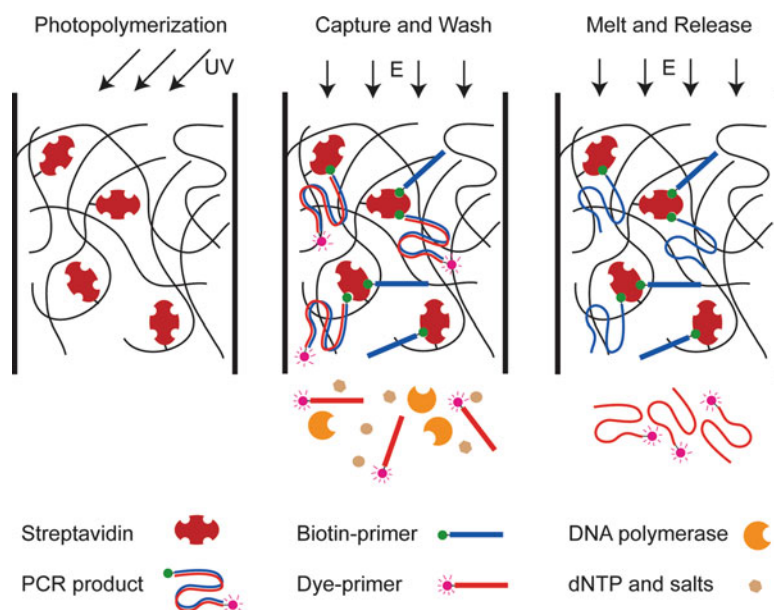 Photopolymerization
UV
Capture and Wash
E
Melt and Release
E
Streptavidin
Biotin-primer
DNA polymerase
PCR product
Dye-primer
dNTP and salts